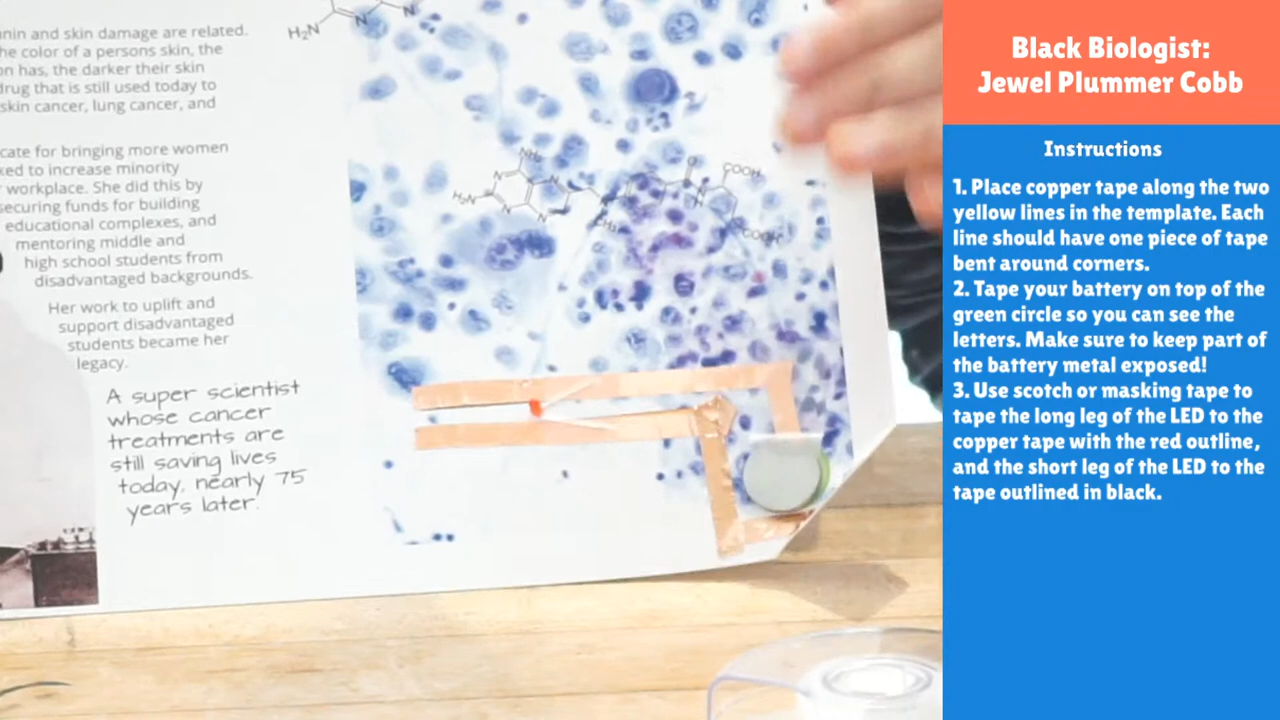 H₂N
N
N
nin and skin damage are related.
he color of a persons skin, the
on has, the darker their skin
drug that is still used today to
skin cancer, lung cancer, and
cate for bringing more women
ked to increase minority
workplace. She did this by
securing funds for building
educational complexes, and
mentoring middle and
high school students from
disadvantaged backgrounds.
Her work to uplift and
support disadvantaged
students became her
legacy.
A super scientist
whose cancer
treatments are
still saving lives
today, nearly 75
years later.
NH₂
O
COOH
N
N
H₂N
N
N
CH₃
COOH
Black Biologist:
Jewel Plummer Cobb
Instructions
1. Place copper tape along the two
yellow lines in the template. Each
line should have one piece of tape
bent around corners.
2. Tape your battery on top of the
green circle so you can see the
letters. Make sure to keep part of
the battery metal exposed!
3. Use scotch or masking tape to
tape the long leg of the LED to the
copper tape with the red outline,
and the short leg of the LED to the
tape outlined in black.